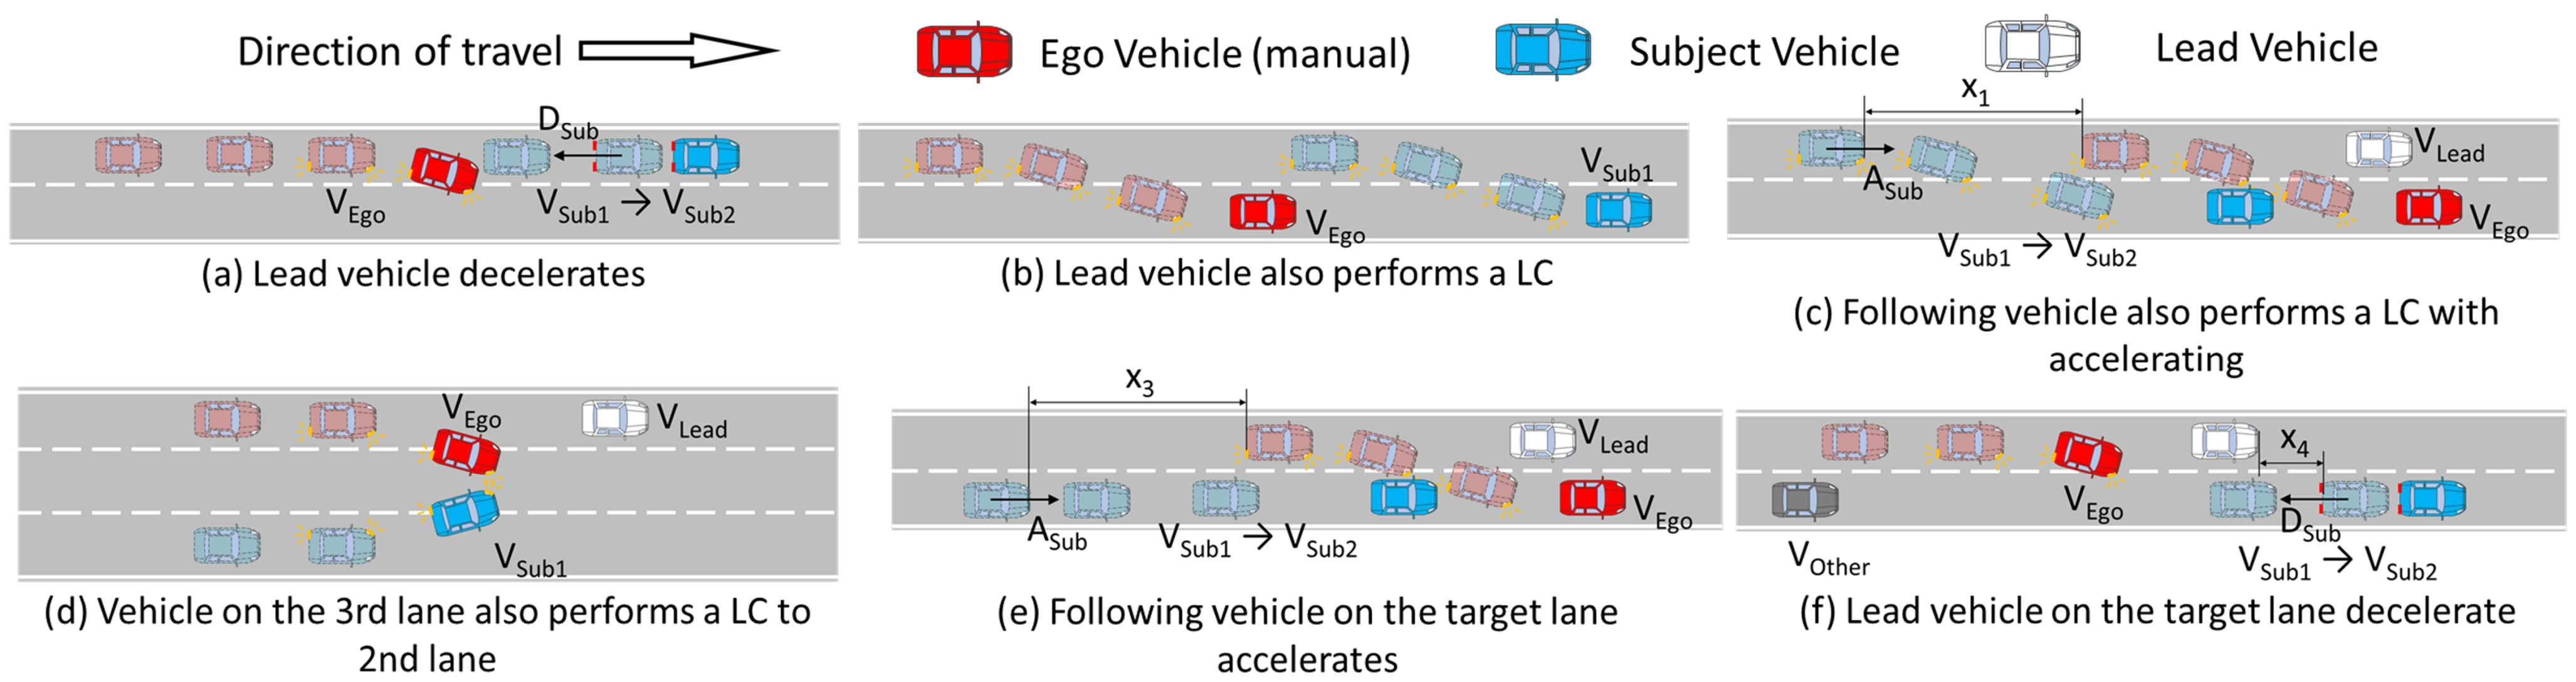 Direction of travel
Ego Vehicle (manual)
Subject Vehicle
Lead Vehicle
D_Sub
V_Ego
V_Sub1 → V_Sub2
(a) Lead vehicle decelerates
V_Sub1
V_Ego
(b) Lead vehicle also performs a LC
x_1
V_Lead
A_Sub
V_Ego
V_Sub1 → V_Sub2
(c) Following vehicle also performs a LC with
accelerating
V_Ego
V_Lead
V_Sub1
(d) Vehicle on the 3rd lane also performs a LC to
2nd lane
x_3
V_Lead
V_Ego
A_Sub
V_Sub1 → V_Sub2
(e) Following vehicle on the target lane
accelerates
x_4
V_Ego
D_Sub
V_Other
V_Sub1 → V_Sub2
(f) Lead vehicle on the target lane decelerate